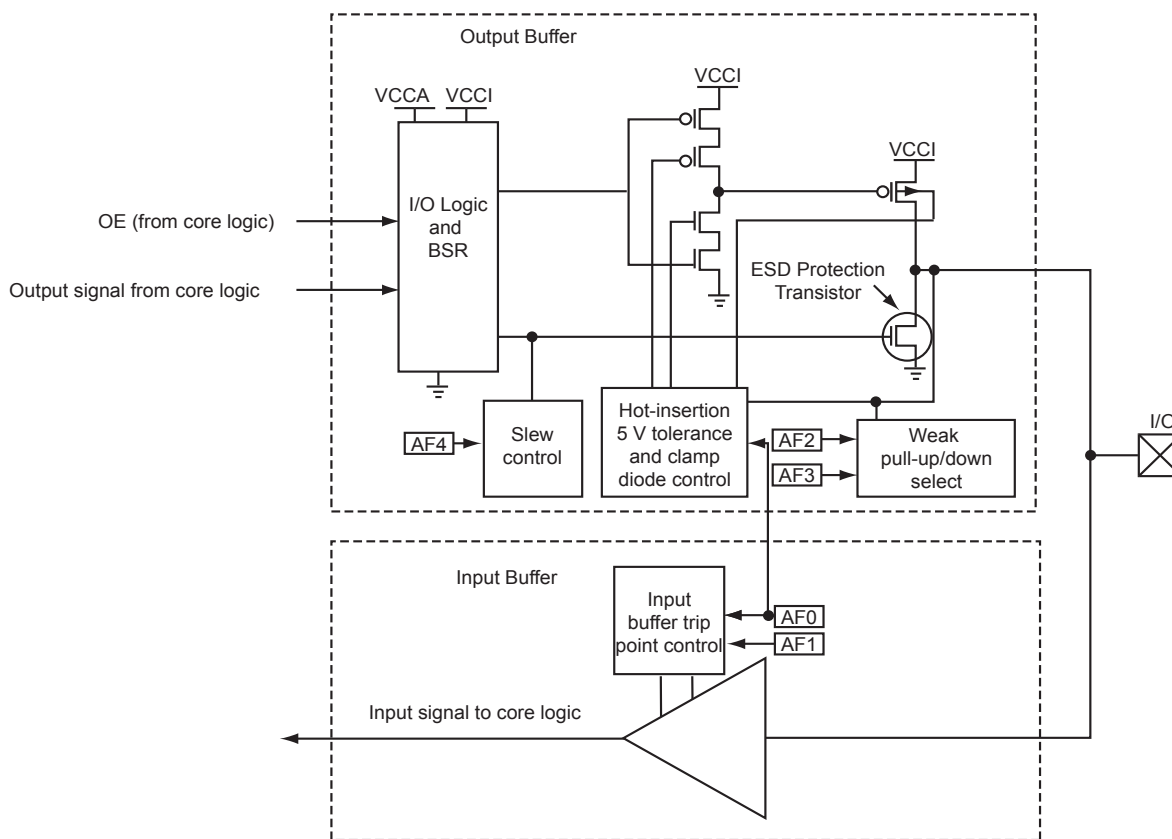 Output Buffer
VCCI
VCCA VCCI
VCCI
I/O Logic
and
BSR
OE (from core logic)
Output signal from core logic
ESD Protection
Transistor
Hot-insertion
5 V tolerance
and clamp
diode control
Slew
control
AF4
AF2
AF3
Weak
pull-up/down
select
I/O
Input Buffer
Input
buffer trip
point control
AF0
AF1
Input signal to core logic